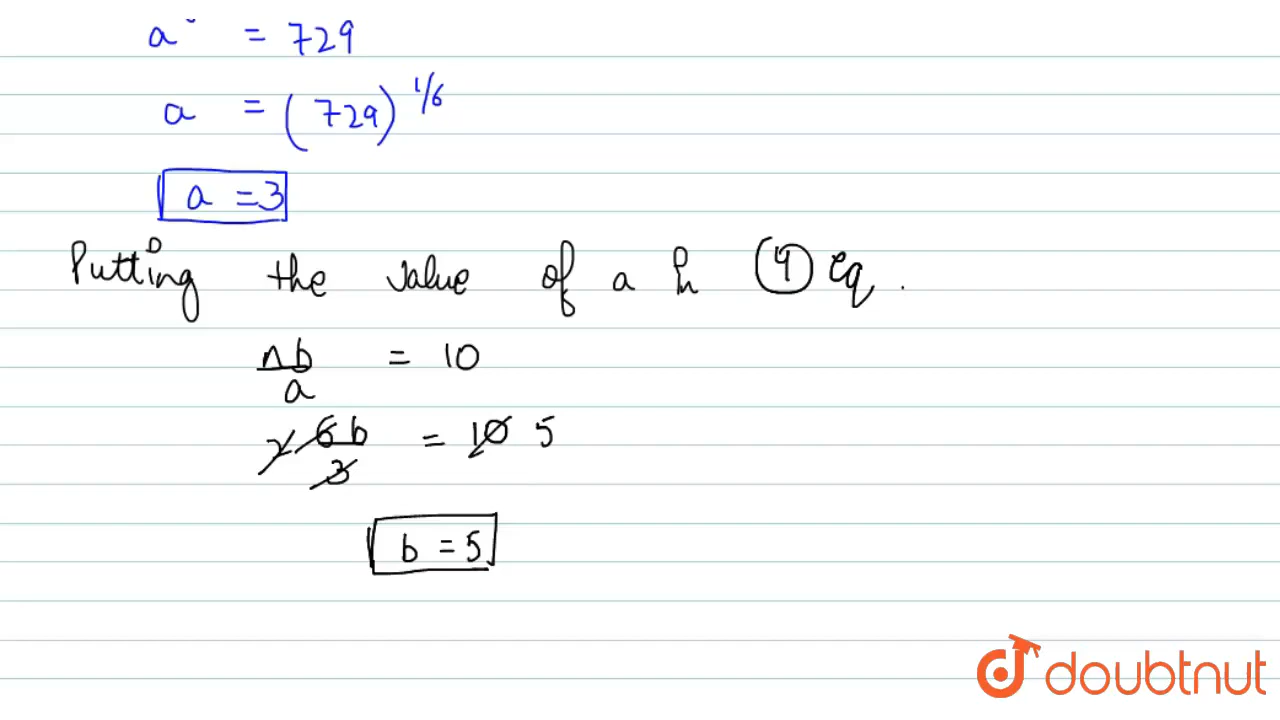 a = 729
a = (729)^1/6
a = 3
Putting the value of a in (4) eq.
nb/a = 10
2 6b/3 = 10 5
b = 5
doubtnut